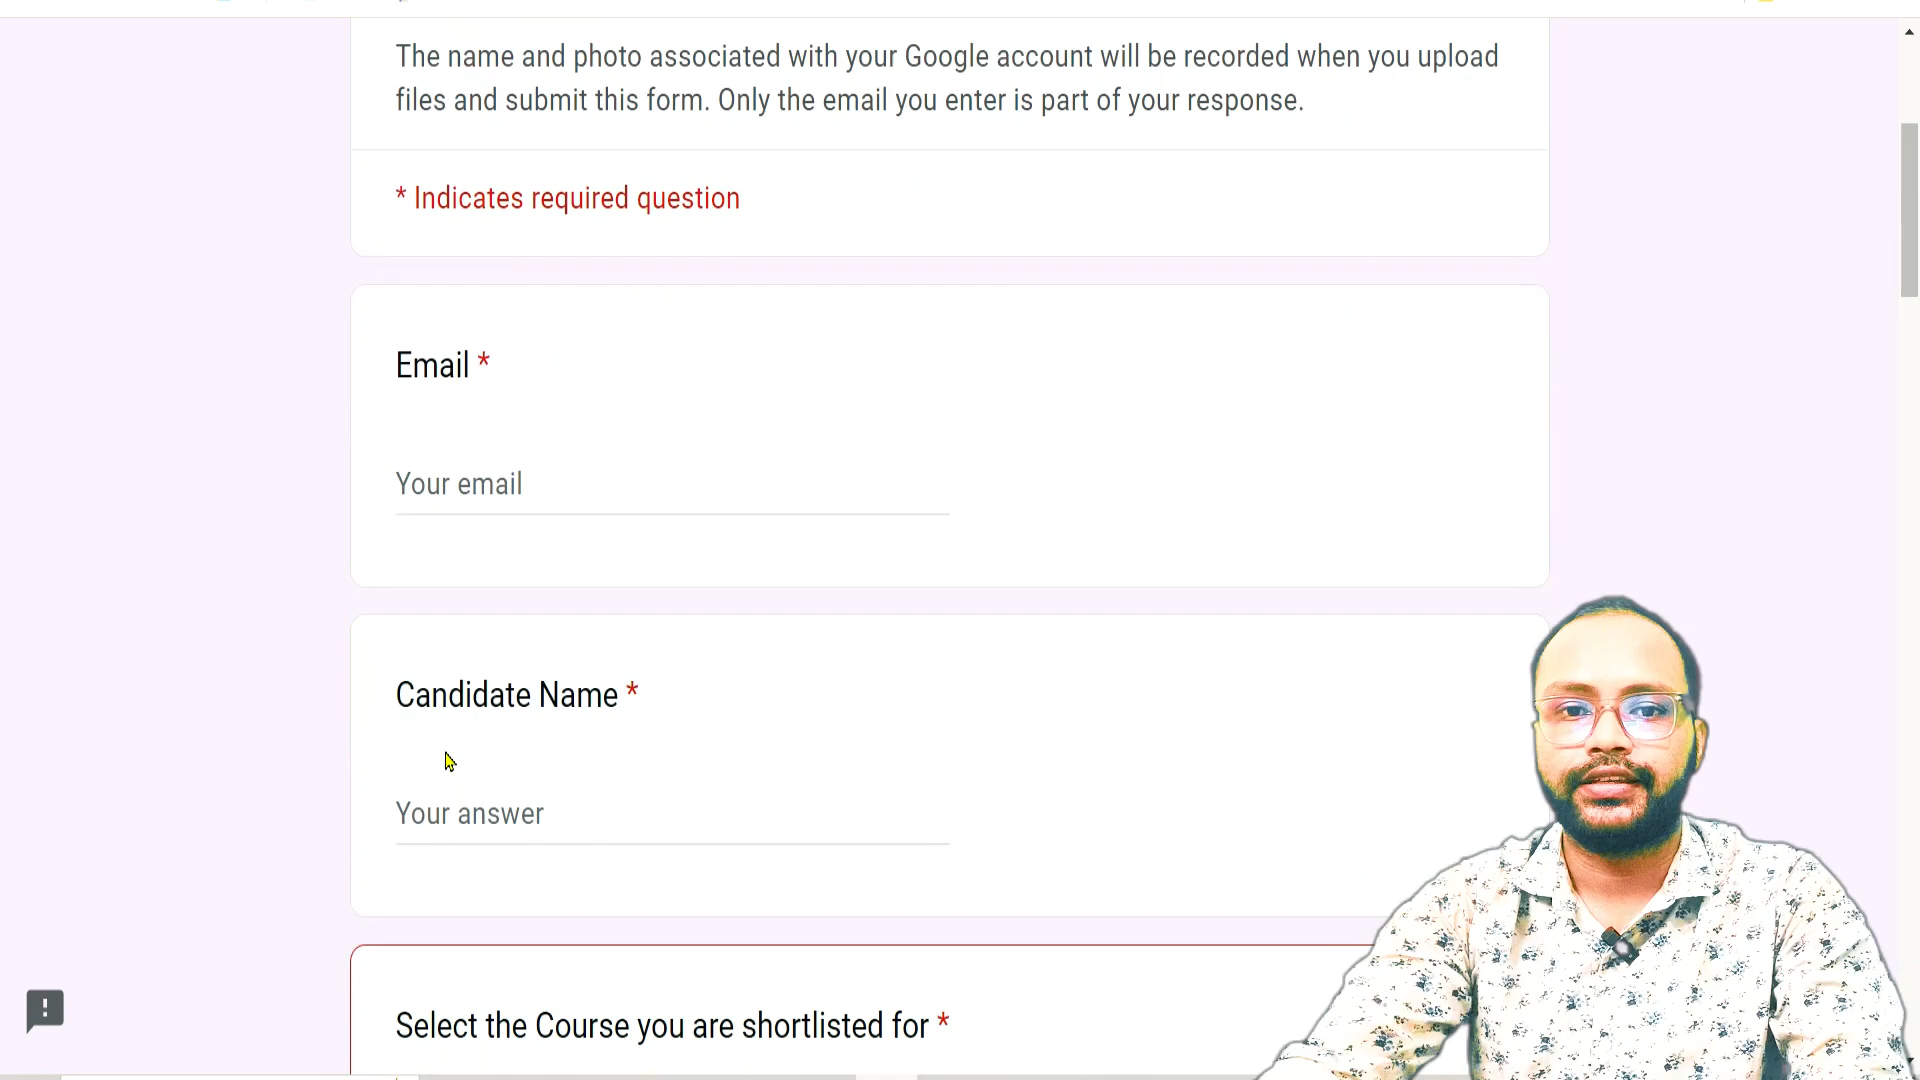 The name and photo associated with your Google account will be recorded when you upload
files and submit this form. Only the email you enter is part of your response.
* Indicates required question
Email *
Your email
Candidate Name *
Your answer
Select the Course you are shortlisted for *